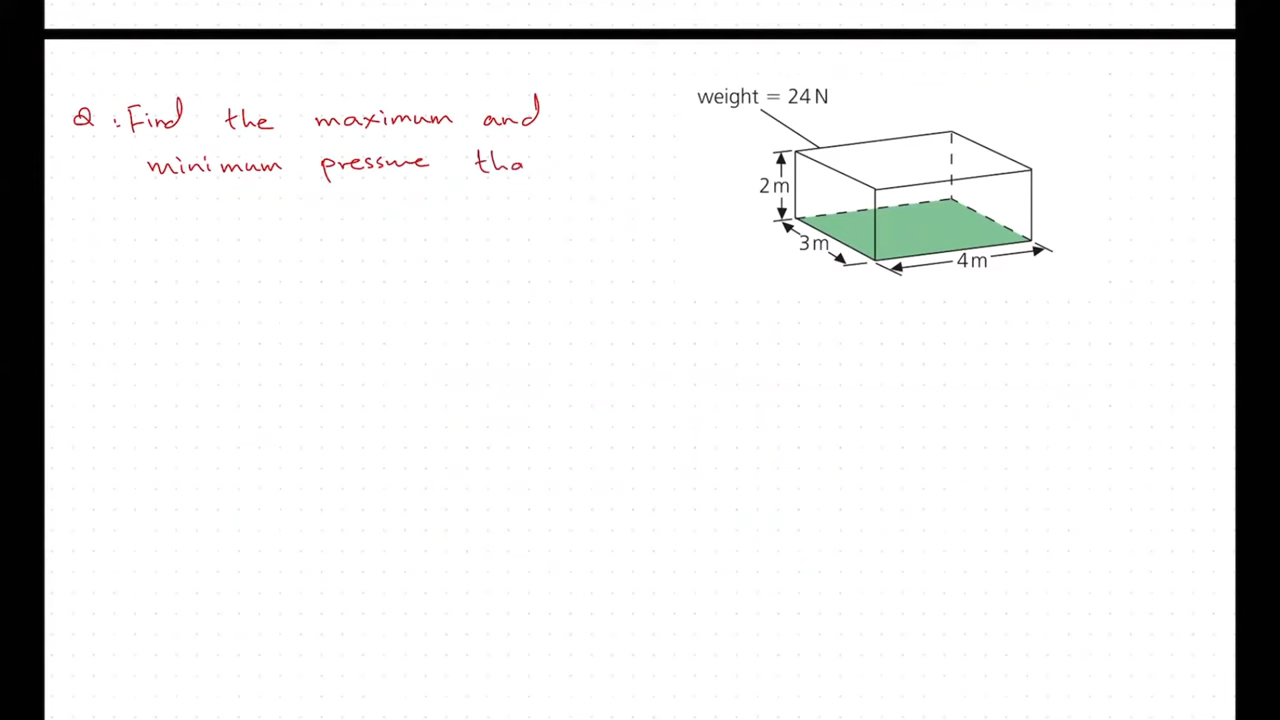 Q : Find the maximum and
minimum pressure tha
weight = 24 N
2 m
3 m
4 m